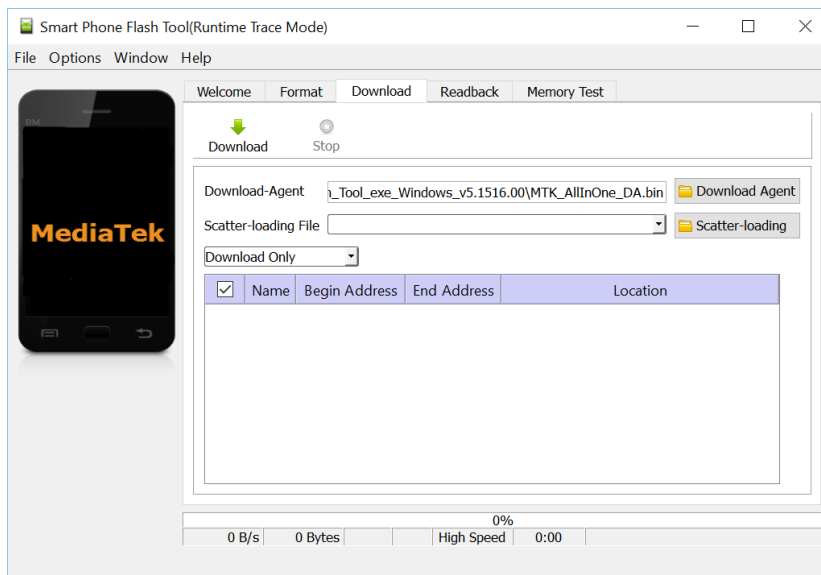 Smart Phone Flash Tool(Runtime Trace Mode)
File Options Window Help
Welcome Format Download Readback Memory Test
BM
Download Stop
MediaTek
Download-Agent _Tool_exe_Windows_v5.1516.00\MTK_AllInOne_DA.bin Download Agent
Scatter-loading File Scatter-loading
Download Only
Name Begin Address End Address Location
0%
0 B/s 0 Bytes High Speed 0:00